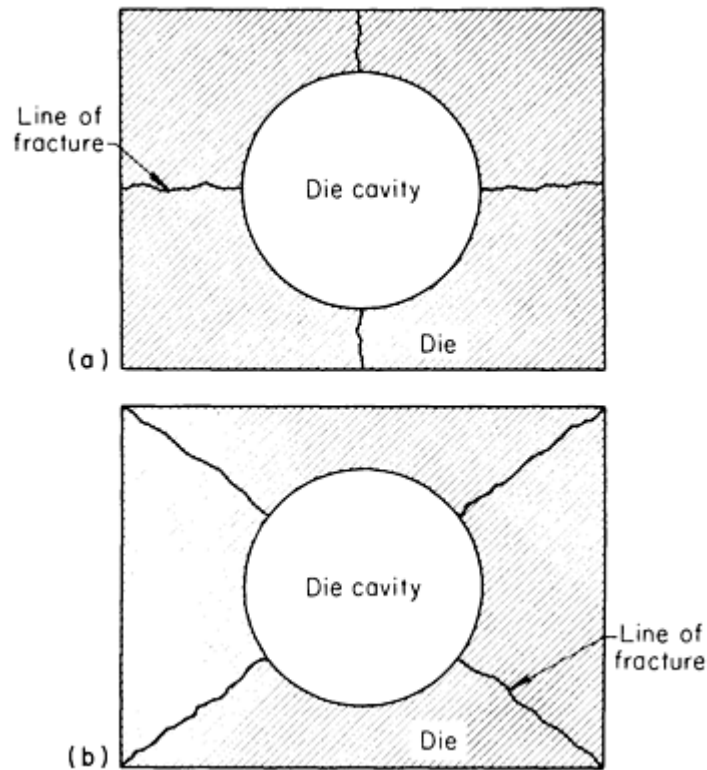 Line of
fracture
Die cavity
Die
(a)
Die cavity
Line of
fracture
Die
(b)